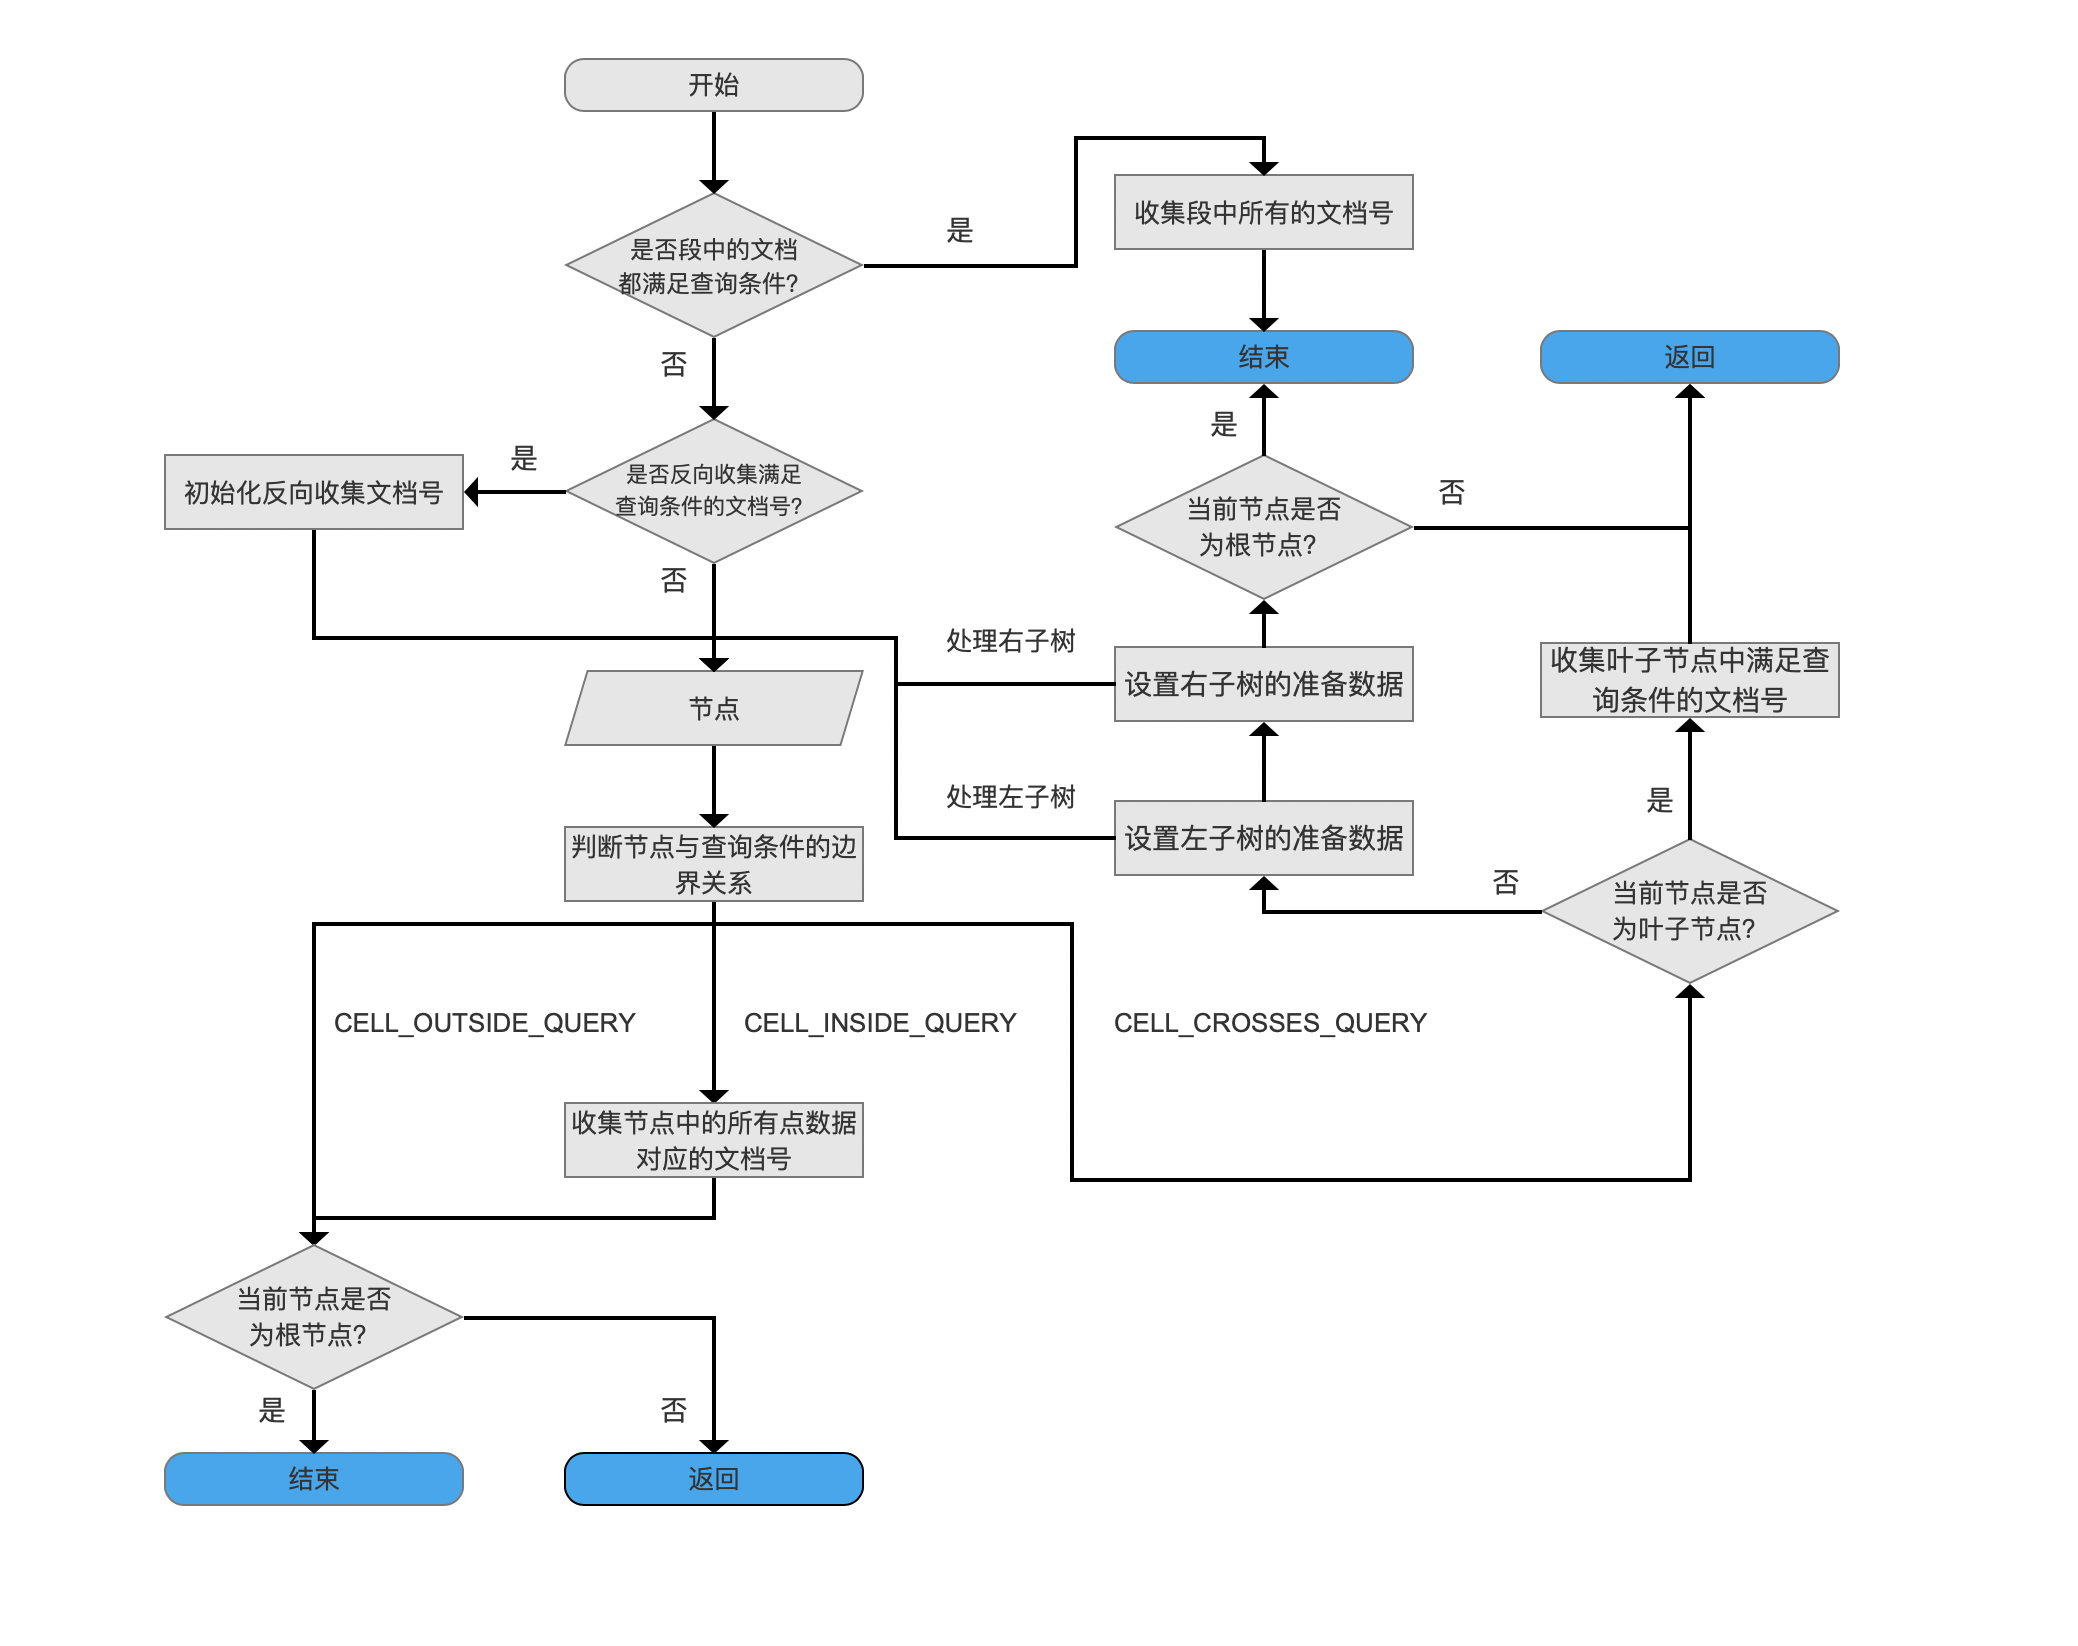 开始
是否段中的文档
都满足查询条件?
是
收集段中所有的文档号
否
结束
返回
是
是
是否反向收集满足
查询条件的文档号?
初始化反向收集文档号
当前节点是否
为根节点?
否
否
处理右子树
设置右子树的准备数据
收集叶子节点中满足查
询条件的文档号
节点
处理左子树
设置左子树的准备数据
是
判断节点与查询条件的边
界关系
否
当前节点是否
为叶子节点?
CELL_OUTSIDE_QUERY
CELL_INSIDE_QUERY
CELL_CROSSES_QUERY
收集节点中的所有点数据
对应的文档号
当前节点是否
为根节点?
是
否
结束
返回